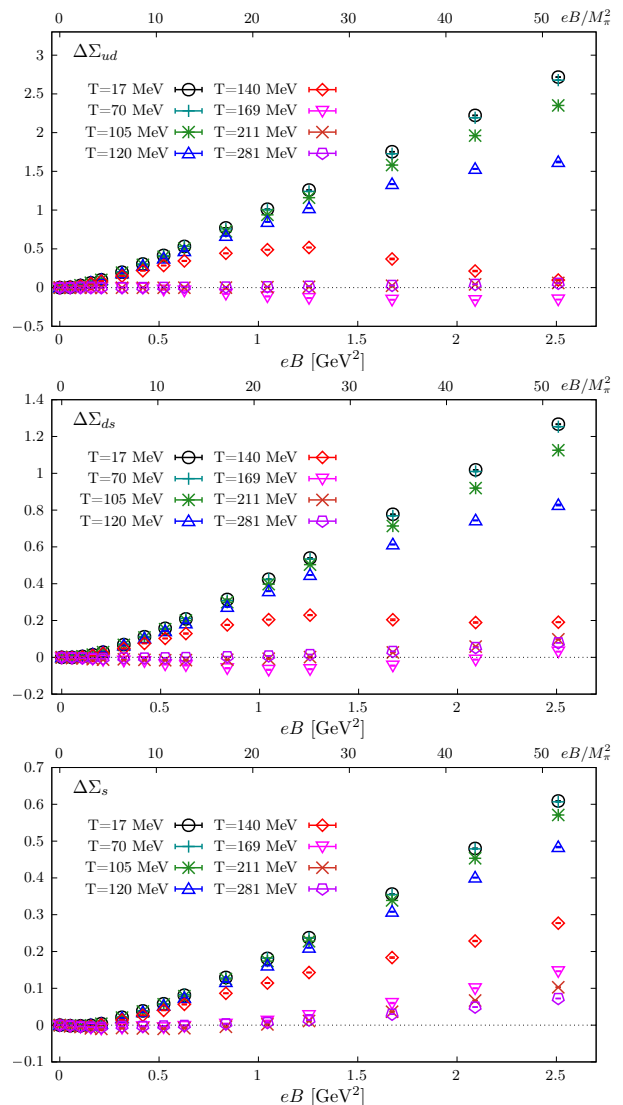 0 10 20 30 40 50 eB/M_π^2
ΔΣ_ud
T=17 MeV T=140 MeV
T=70 MeV T=169 MeV
T=105 MeV T=211 MeV
T=120 MeV T=281 MeV
3
2.5
2
1.5
1
0.5
0
−0.5
0 0.5 1 1.5 2 2.5
eB [GeV^2]
0 10 20 30 40 50 eB/M_π^2
ΔΣ_ds
T=17 MeV T=140 MeV
T=70 MeV T=169 MeV
T=105 MeV T=211 MeV
T=120 MeV T=281 MeV
1.4
1.2
1
0.8
0.6
0.4
0.2
0
−0.2
0 0.5 1 1.5 2 2.5
eB [GeV^2]
0 10 20 30 40 50 eB/M_π^2
ΔΣ_s
T=17 MeV T=140 MeV
T=70 MeV T=169 MeV
T=105 MeV T=211 MeV
T=120 MeV T=281 MeV
0.7
0.6
0.5
0.4
0.3
0.2
0.1
0
−0.1
0 0.5 1 1.5 2 2.5
eB [GeV^2]